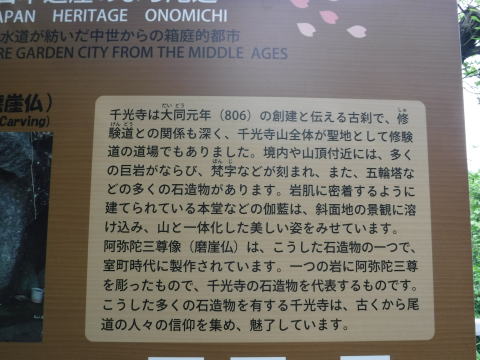 JAPAN HERITAGE ONOMICHI
水道が紡いだ中世からの箱庭的都市
RE GARDEN CITY FROM THE MIDDLE AGES
磨崖仏)
Carving)
千光寺は大同元年（806）の創建と伝える古刹で、修
験道との関係も深く、千光寺山全体が聖地として修験
道の道場でもありました。境内や山頂付近には、多く
の巨岩がならび、梵字などが刻まれ、また、五輪塔な
どの多くの石造物があります。岩肌に密着するように
建てられている本堂などの伽藍は、斜面地の景観に溶
け込み、山と一体化した美しい姿をみせています。
阿弥陀三尊像（磨崖仏）は、こうした石造物の一つで、
室町時代に製作されています。一つの岩に阿弥陀三尊
を彫ったもので、千光寺の石造物を代表するものです。
こうした多くの石造物を有する千光寺は、古くから尾
道の人々の信仰を集め、魅了しています。